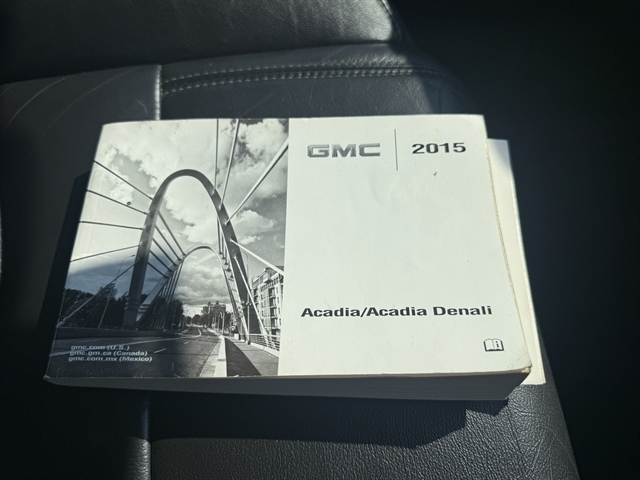 GMC 2015
Acadia/Acadia Denali
gmc.com (U.S.)
gmc.gm.ca (Canada)
gmc.com.mx (Mexico)